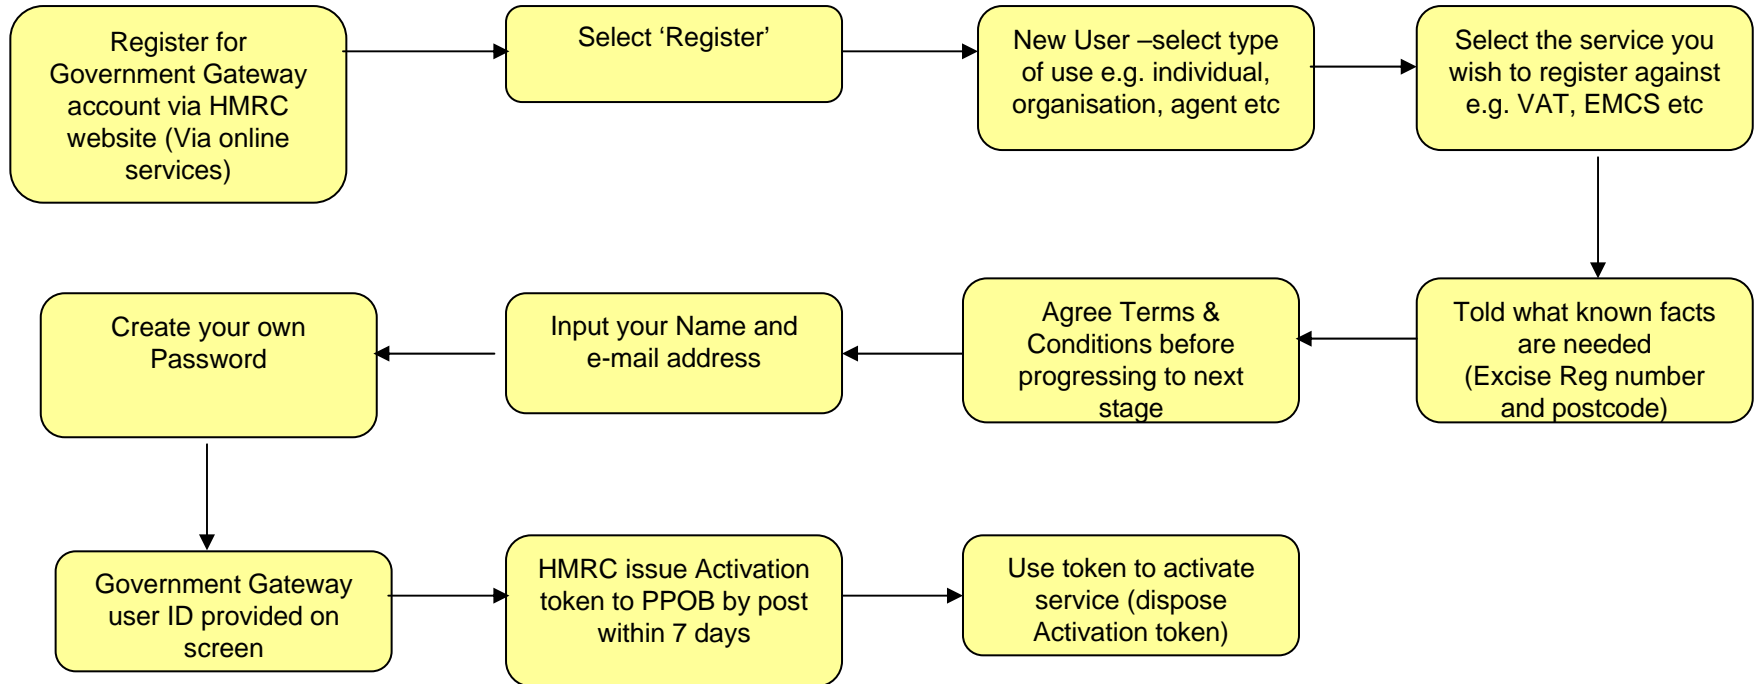 Register for
Government Gateway
account via HMRC
website (Via online
services)
Select ‘Register’
New User –select type
of use e.g. individual,
organisation, agent etc
Select the service you
wish to register against
e.g. VAT, EMCS etc
Told what known facts
are needed
(Excise Reg number
and postcode)
Agree Terms &
Conditions before
progressing to next
stage
Input your Name and
e-mail address
Create your own
Password
Government Gateway
user ID provided on
screen
HMRC issue Activation
token to PPOB by post
within 7 days
Use token to activate
service (dispose
Activation token)